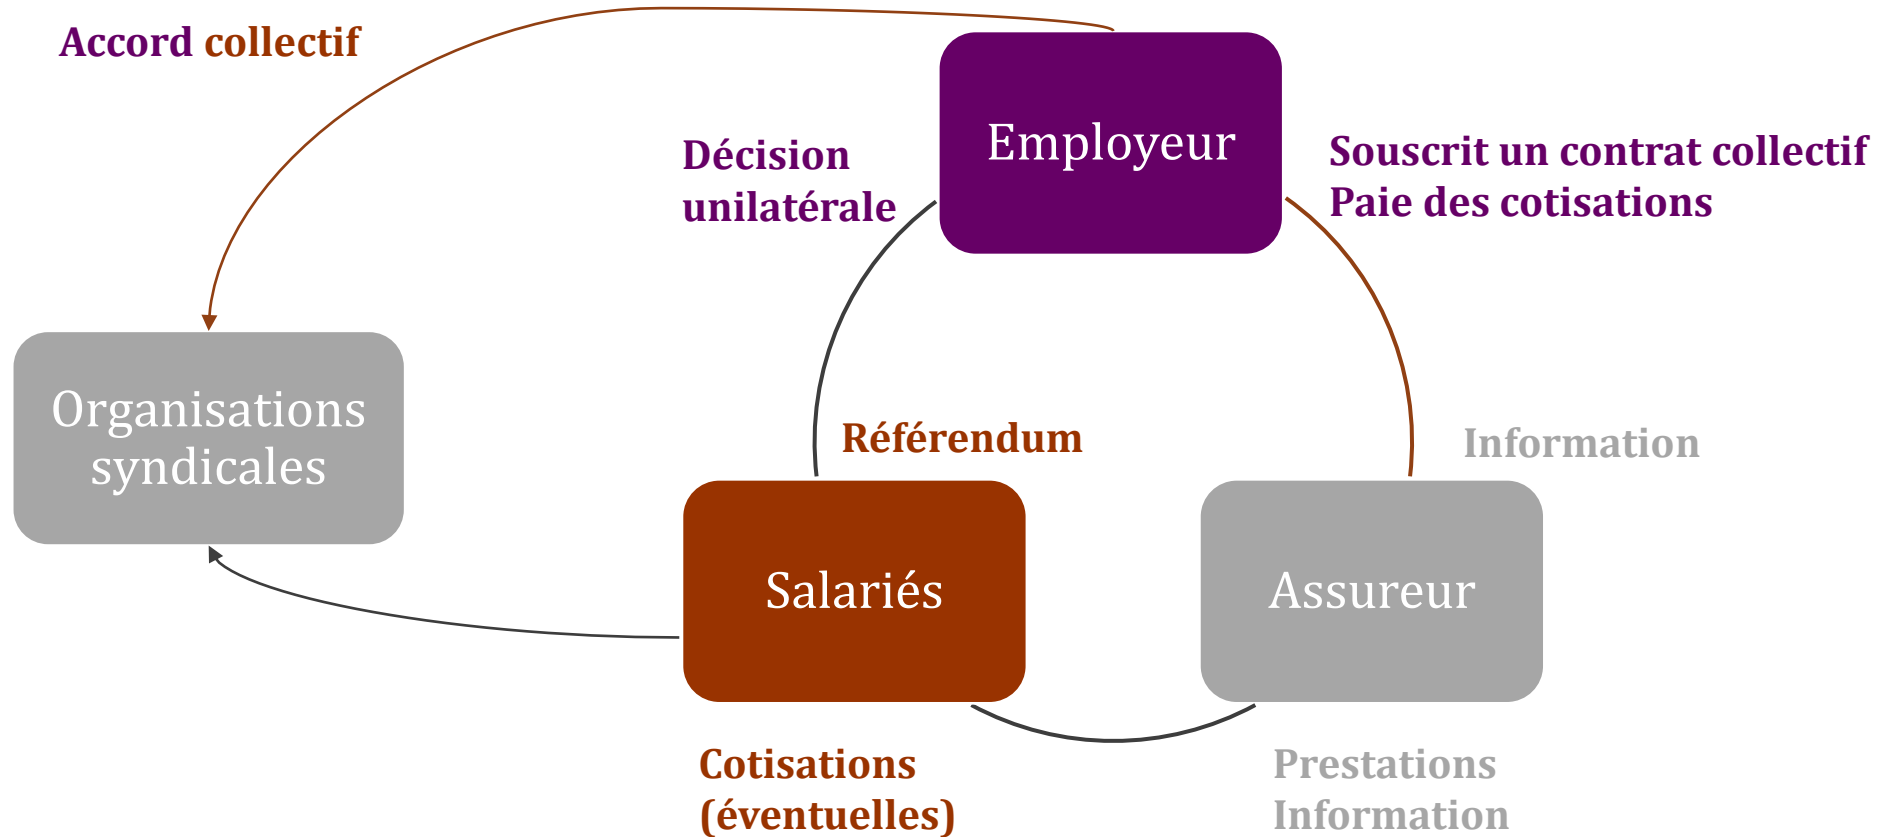 Accord collectif
Employeur
Décision
unilatérale
Souscrit un contrat collectif
Paie des cotisations
Organisations
syndicales
Référendum
Information
Salariés
Assureur
Cotisations
(éventuelles)
Prestations
Information